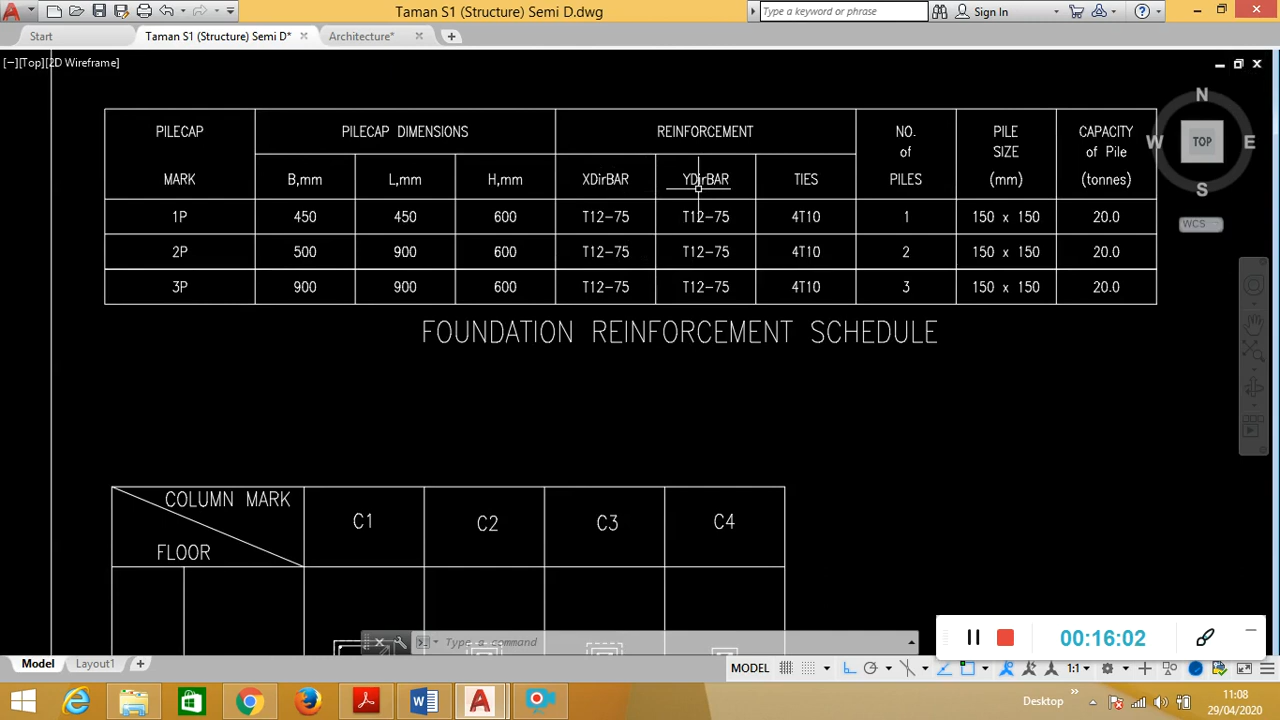 Taman S1 (Structure) Semi D.dwg
Type a keyword or phrase
Sign In
Start
Taman S1 (Structure) Semi D*
Architecture*
[−][Top][2D Wireframe]
N
W TOP E
S
WCS
PILECAP MARK
PILECAP DIMENSIONS
REINFORCEMENT
NO. of PILES
PILE SIZE (mm)
CAPACITY of Pile (tonnes)
B,mm L,mm H,mm XDirBAR YDirBAR TIES
1P 450 450 600 T12-75 T12-75 4T10 1 150 x 150 20.0
2P 500 900 600 T12-75 T12-75 4T10 2 150 x 150 20.0
3P 900 900 600 T12-75 T12-75 4T10 3 150 x 150 20.0
FOUNDATION REINFORCEMENT SCHEDULE
COLUMN MARK
C1 C2 C3 C4
FLOOR
Type a command
00:16:02
Model Layout1
MODEL
1:1
Desktop
11:08
29/04/2020